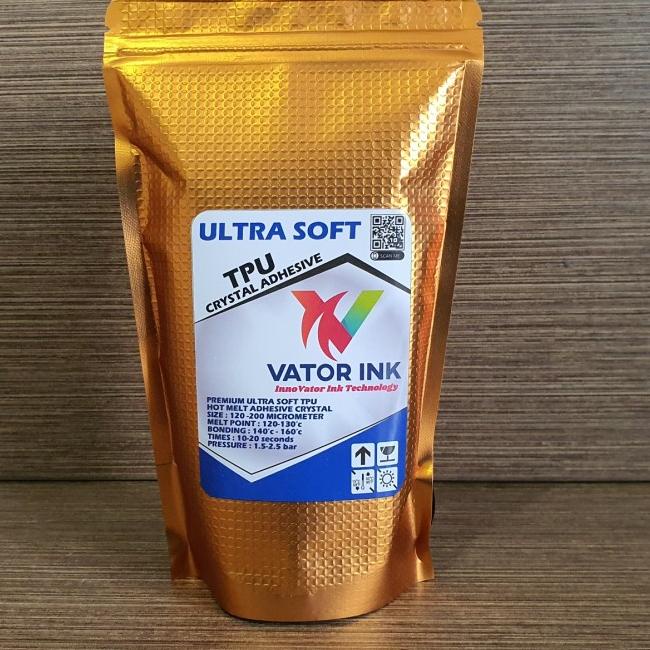 ULTRA SOFT
SCAN ME
TPU
CRYSTAL ADHESIVE
VATOR INK
InnoVator Ink Technology
PREMIUM ULTRA SOFT TPU
HOT MELT ADHESIVE CRYSTAL
SIZE : 120 -200 MICROMETER
MELT POINT : 120-130°c
BONDING : 140°c - 160°c
TIMES : 10-20 seconds
PRESSURE : 1.5-2.5 bar